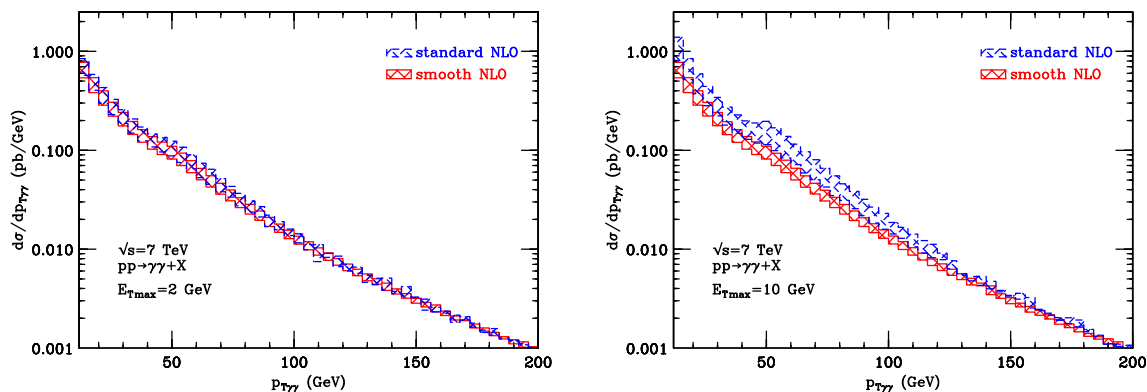 standard NLO
smooth NLO
1.000
0.100
0.010
0.001
dσ/dp_Tγγ (pb/GeV)
√s=7 TeV
pp→γγ+X
E_Tmax=2 GeV
50 100 150 200
p_Tγγ (GeV)
standard NLO
smooth NLO
1.000
0.100
0.010
0.001
dσ/dp_Tγγ (pb/GeV)
√s=7 TeV
pp→γγ+X
E_Tmax=10 GeV
50 100 150 200
p_Tγγ (GeV)